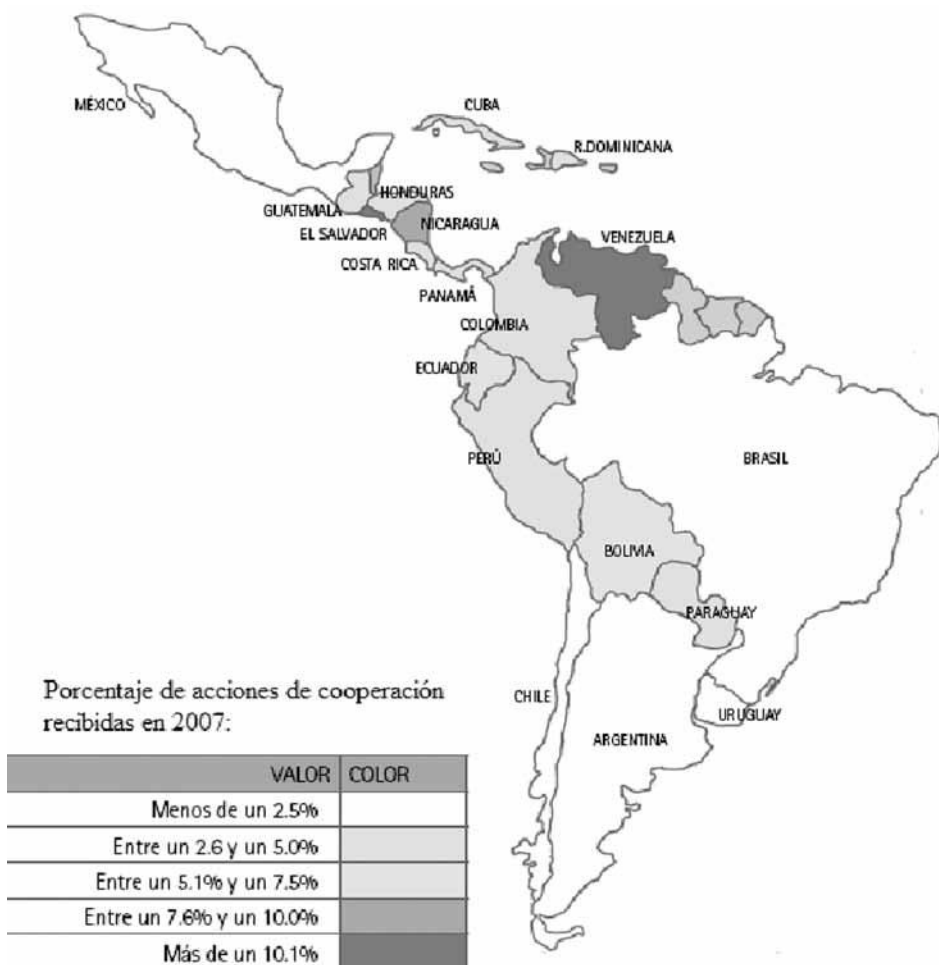 CUBA
MÉXICO
R.DOMINICANA
HONDURAS
GUATEMALA
NICARAGUA
EL SALVADOR
VENEZUELA
COSTA RICA
PANAMÁ
COLOMBIA
ECUADOR
PERÚ
BRASIL
BOLIVIA
PARAGUAY
Porcentaje de acciones de cooperación
recibidas en 2007:
CHILE
URUGUAY
ARGENTINA
VALOR COLOR
Menos de un 2.5%
Entre un 2.6 y un 5.0%
Entre un 5.1% y un 7.5%
Entre un 7.6% y un 10.0%
Más de un 10.1%